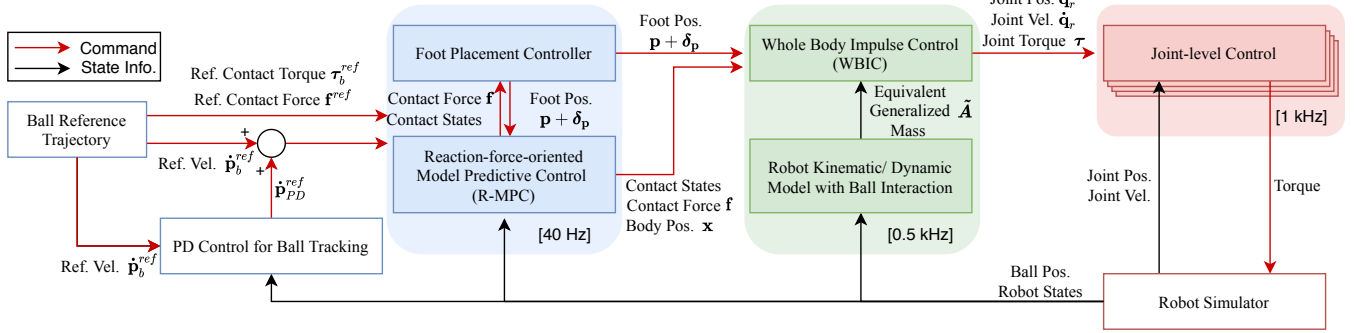 Command
State Info.
Ball Reference
Trajectory
Ref. Contact Torque τ_b^{ref}
Ref. Contact Force f^{ref}
Ref. Vel. ṗ_b^{ref}
+
+
ṗ_{PD}^{ref}
PD Control for Ball Tracking
Ref. Vel. ṗ_b^{ref}
Foot Placement Controller
Contact Force f
Contact States
Foot Pos.
p + δ_p
Reaction-force-oriented
Model Predictive Control
(R-MPC)
[40 Hz]
Foot Pos.
p + δ_p
Contact States
Contact Force f
Body Pos. x
Whole Body Impulse Control
(WBIC)
Equivalent
Generalized Ã
Mass
Robot Kinematic/ Dynamic
Model with Ball Interaction
[0.5 kHz]
Joint Pos. q_r
Joint Vel. q̇_r
Joint Torque τ
Joint-level Control
[1 kHz]
Joint Pos.
Joint Vel.
Torque
Ball Pos.
Robot States
Robot Simulator